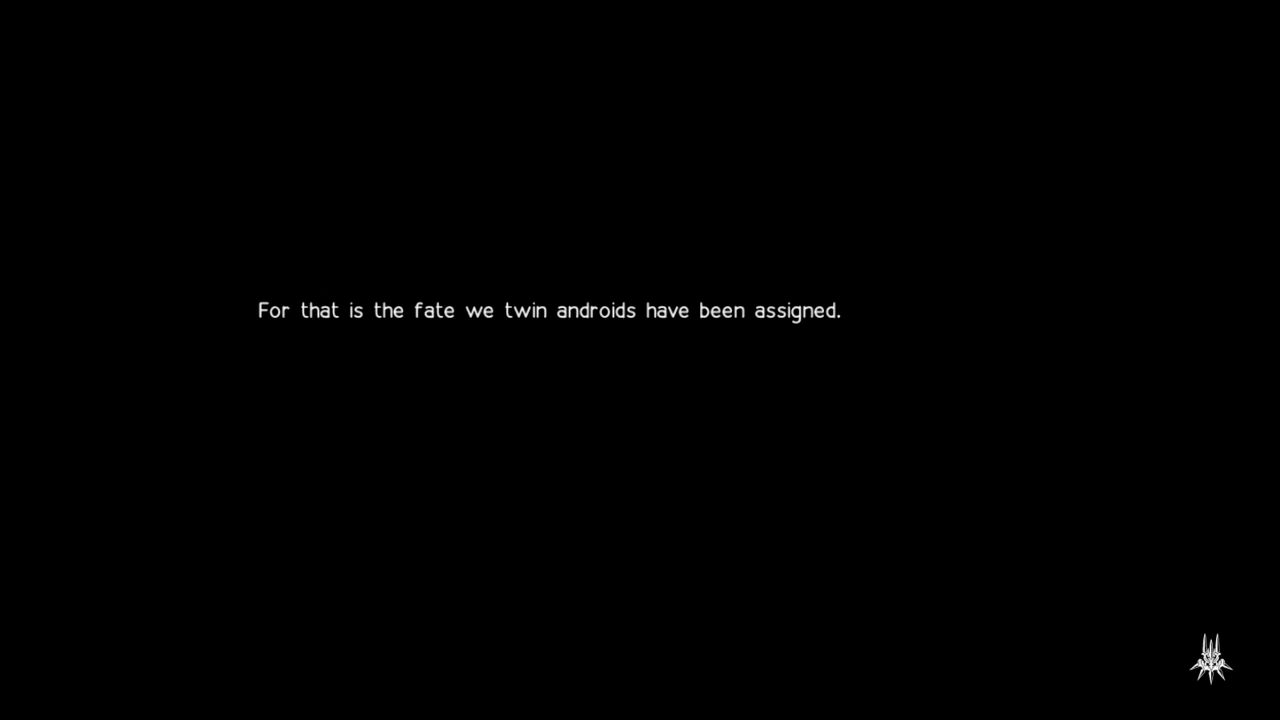 For that is the fate we twin androids have been assigned.